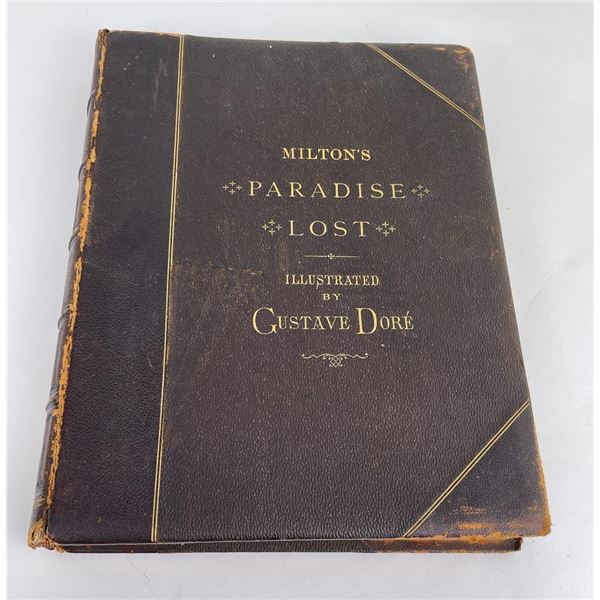 MILTON'S
PARADISE
LOST
ILLUSTRATED
BY
GUSTAVE DORÉ